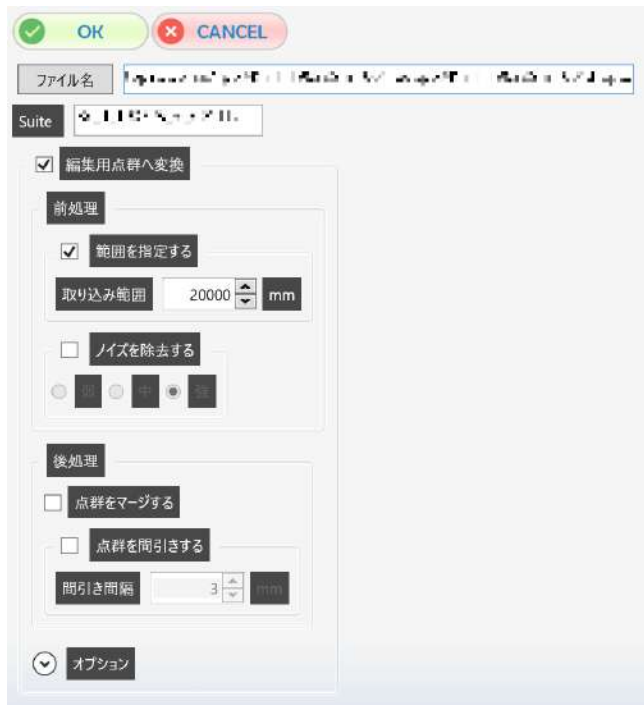 OK CANCEL
ファイル名
Suite
編集用点群へ変換
前処理
範囲を指定する
取り込み範囲 20000 mm
ノイズを除去する
弱 中 強
後処理
点群をマージする
点群を間引きする
間引き間隔 3 mm
オプション